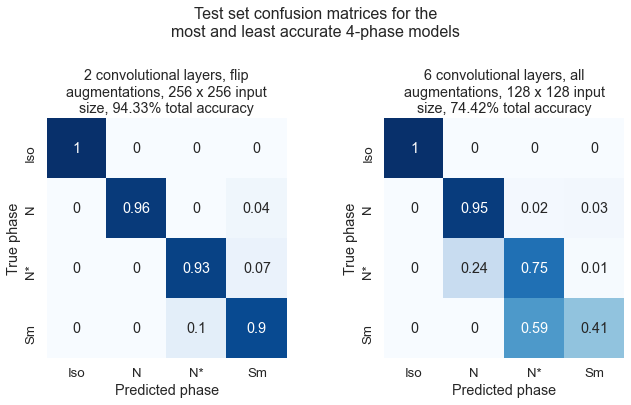 Test set confusion matrices for the
most and least accurate 4-phase models
2 convolutional layers, flip
augmentations, 256 x 256 input
size, 94.33% total accuracy
True phase
Iso
1 0 0 0
N
0 0.96 0 0.04
N*
0 0 0.93 0.07
Sm
0 0 0.1 0.9
Iso N N* Sm
Predicted phase
6 convolutional layers, all
augmentations, 128 x 128 input
size, 74.42% total accuracy
True phase
Iso
1 0 0 0
N
0 0.95 0.02 0.03
N*
0 0.24 0.75 0.01
Sm
0 0 0.59 0.41
Iso N N* Sm
Predicted phase